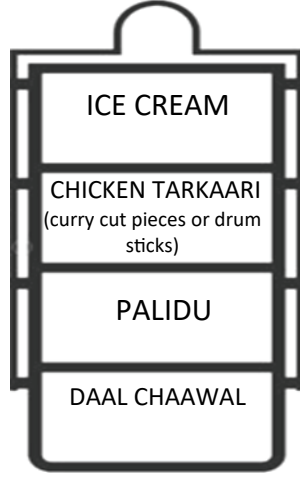 ICE CREAM
CHICKEN TARKAARI
(curry cut pieces or drum
sticks)
PALIDU
DAAL CHAAWAL